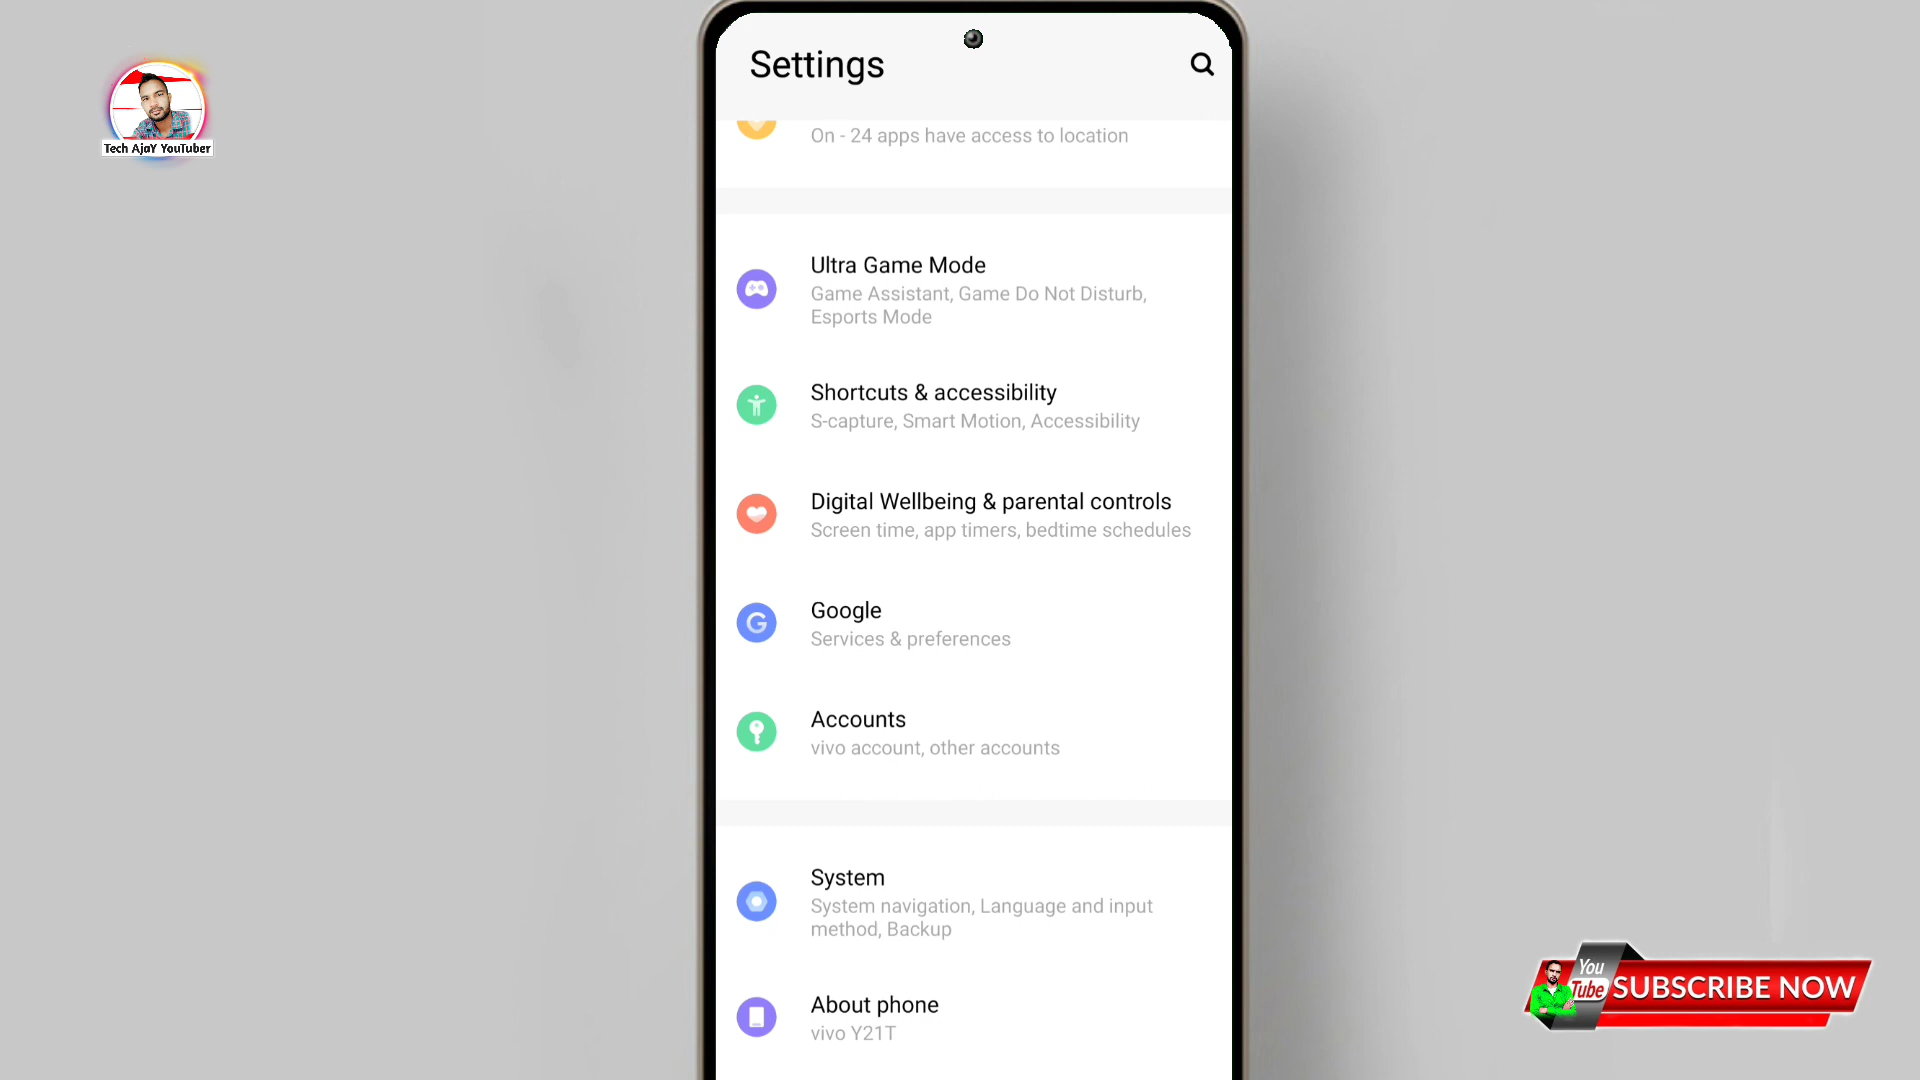 Settings
Tech AjaY YouTuber
On - 24 apps have access to location
Ultra Game Mode
Game Assistant, Game Do Not Disturb,
Esports Mode
Shortcuts & accessibility
S-capture, Smart Motion, Accessibility
Digital Wellbeing & parental controls
Screen time, app timers, bedtime schedules
G
Google
Services & preferences
Accounts
vivo account, other accounts
System
System navigation, Language and input
method, Backup
You
Tube SUBSCRIBE NOW
About phone
vivo Y21T